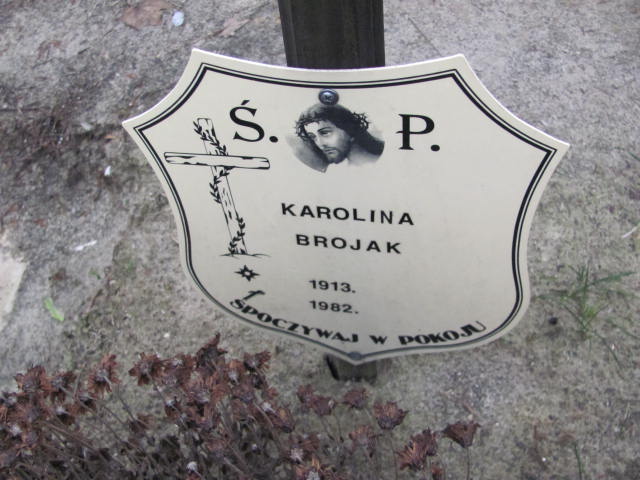 Ś. P.
KAROLINA
BROJAK
1913.
1982.
SPOCZYWAJ W POKOJU